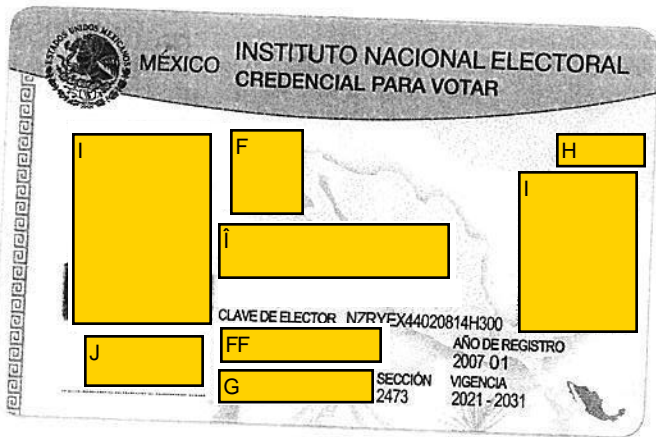 ESTADOS UNIDOS MEXICANOS
MÉXICO INSTITUTO NACIONAL ELECTORAL
CREDENCIAL PARA VOTAR
I
F
H
I
Î
CLAVE DE ELECTOR NZRYEX44020814H300
FF
AÑO DE REGISTRO
2007 01
J
G
SECCIÓN
2473
VIGENCIA
2021 - 2031